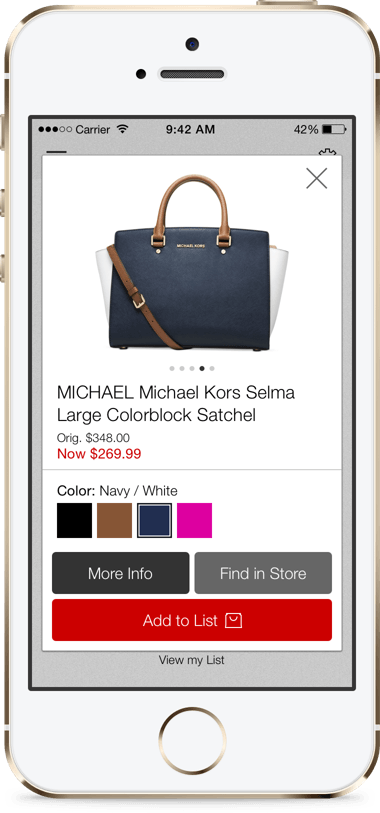 Carrier 9:42 AM 42%
MICHAEL KORS
MICHAEL Michael Kors Selma
Large Colorblock Satchel
Orig. $348.00
Now $269.99
Color: Navy / White
More Info
Find in Store
Add to List
View my List